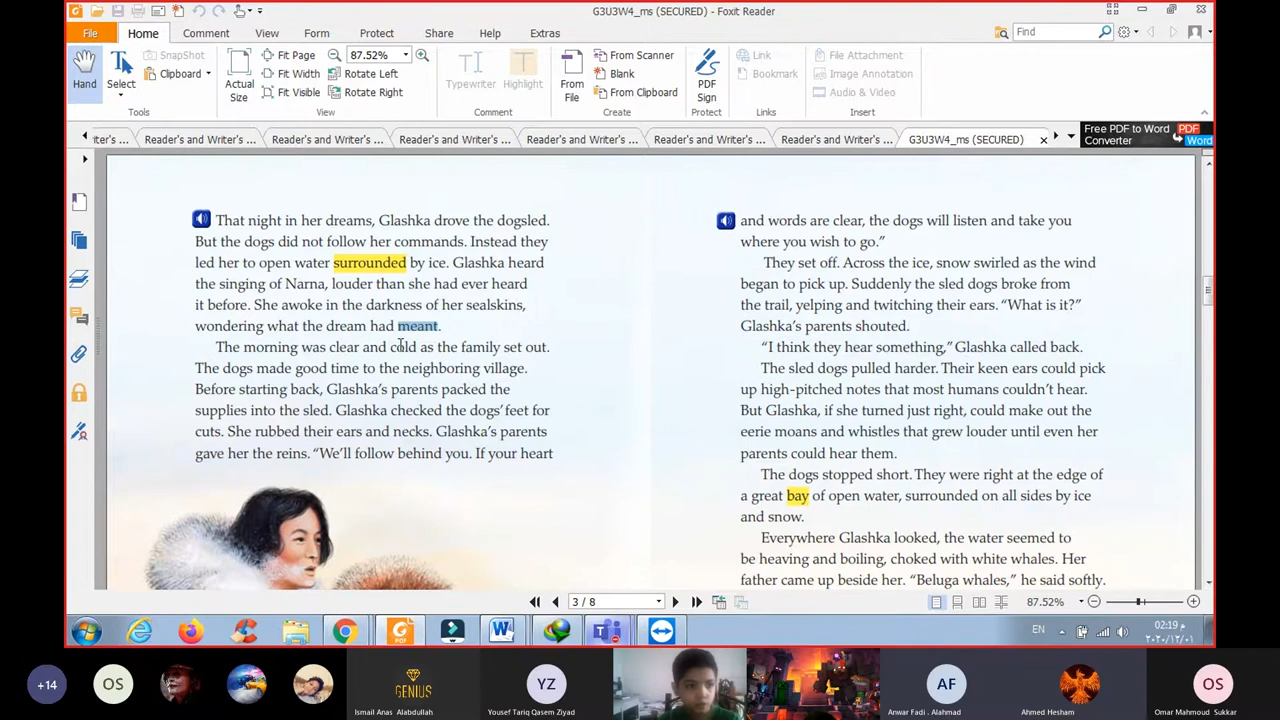 G3U3W4_ms (SECURED) - Foxit Reader
File Home Comment View Form Protect Share Help Extras
Find
Hand
Select
SnapShot
Clipboard
Tools
Actual Size
Fit Page
Fit Width
Fit Visible
87.52%
Rotate Left
Rotate Right
View
Typewriter
Highlight
Comment
From File
From Scanner
Blank
From Clipboard
Create
PDF Sign
Protect
Link
Bookmark
Links
File Attachment
Image Annotation
Audio & Video
Insert
iter's ... Reader's and Writer's ... Reader's and Writer's ... Reader's and Writer's ... Reader's and Writer's ... Reader's and Writer's ... Reader's and Writer's ... G3U3W4_ms (SECURED)
Free PDF to Word Converter
PDF
Word
That night in her dreams, Glashka drove the dogsled.
But the dogs did not follow her commands. Instead they
led her to open water surrounded by ice. Glashka heard
the singing of Narna, louder than she had ever heard
it before. She awoke in the darkness of her sealskins,
wondering what the dream had meant.
The morning was clear and cold as the family set out.
The dogs made good time to the neighboring village.
Before starting back, Glashka's parents packed the
supplies into the sled. Glashka checked the dogs' feet for
cuts. She rubbed their ears and necks. Glashka's parents
gave her the reins. “We'll follow behind you. If your heart
and words are clear, the dogs will listen and take you
where you wish to go.”
They set off. Across the ice, snow swirled as the wind
began to pick up. Suddenly the sled dogs broke from
the trail, yelping and twitching their ears. “What is it?”
Glashka's parents shouted.
“I think they hear something,” Glashka called back.
The sled dogs pulled harder. Their keen ears could pick
up high-pitched notes that most humans couldn't hear.
But Glashka, if she turned just right, could make out the
eerie moans and whistles that grew louder until even her
parents could hear them.
The dogs stopped short. They were right at the edge of
a great bay of open water, surrounded on all sides by ice
and snow.
Everywhere Glashka looked, the water seemed to
be heaving and boiling, choked with white whales. Her
father came up beside her. “Beluga whales,” he said softly.
3 / 8
87.52%
EN
02:19 م
٢٠٢٠/١٢/٠١
+14
OS
GENIUS
Ismail Anas Alabdullah
YZ
Yousef Tariq Qasem Ziyad
AF
Anwar Fadi . Alahmad
Ahmed Hesham
OS
Omar Mahmoud Sukkar